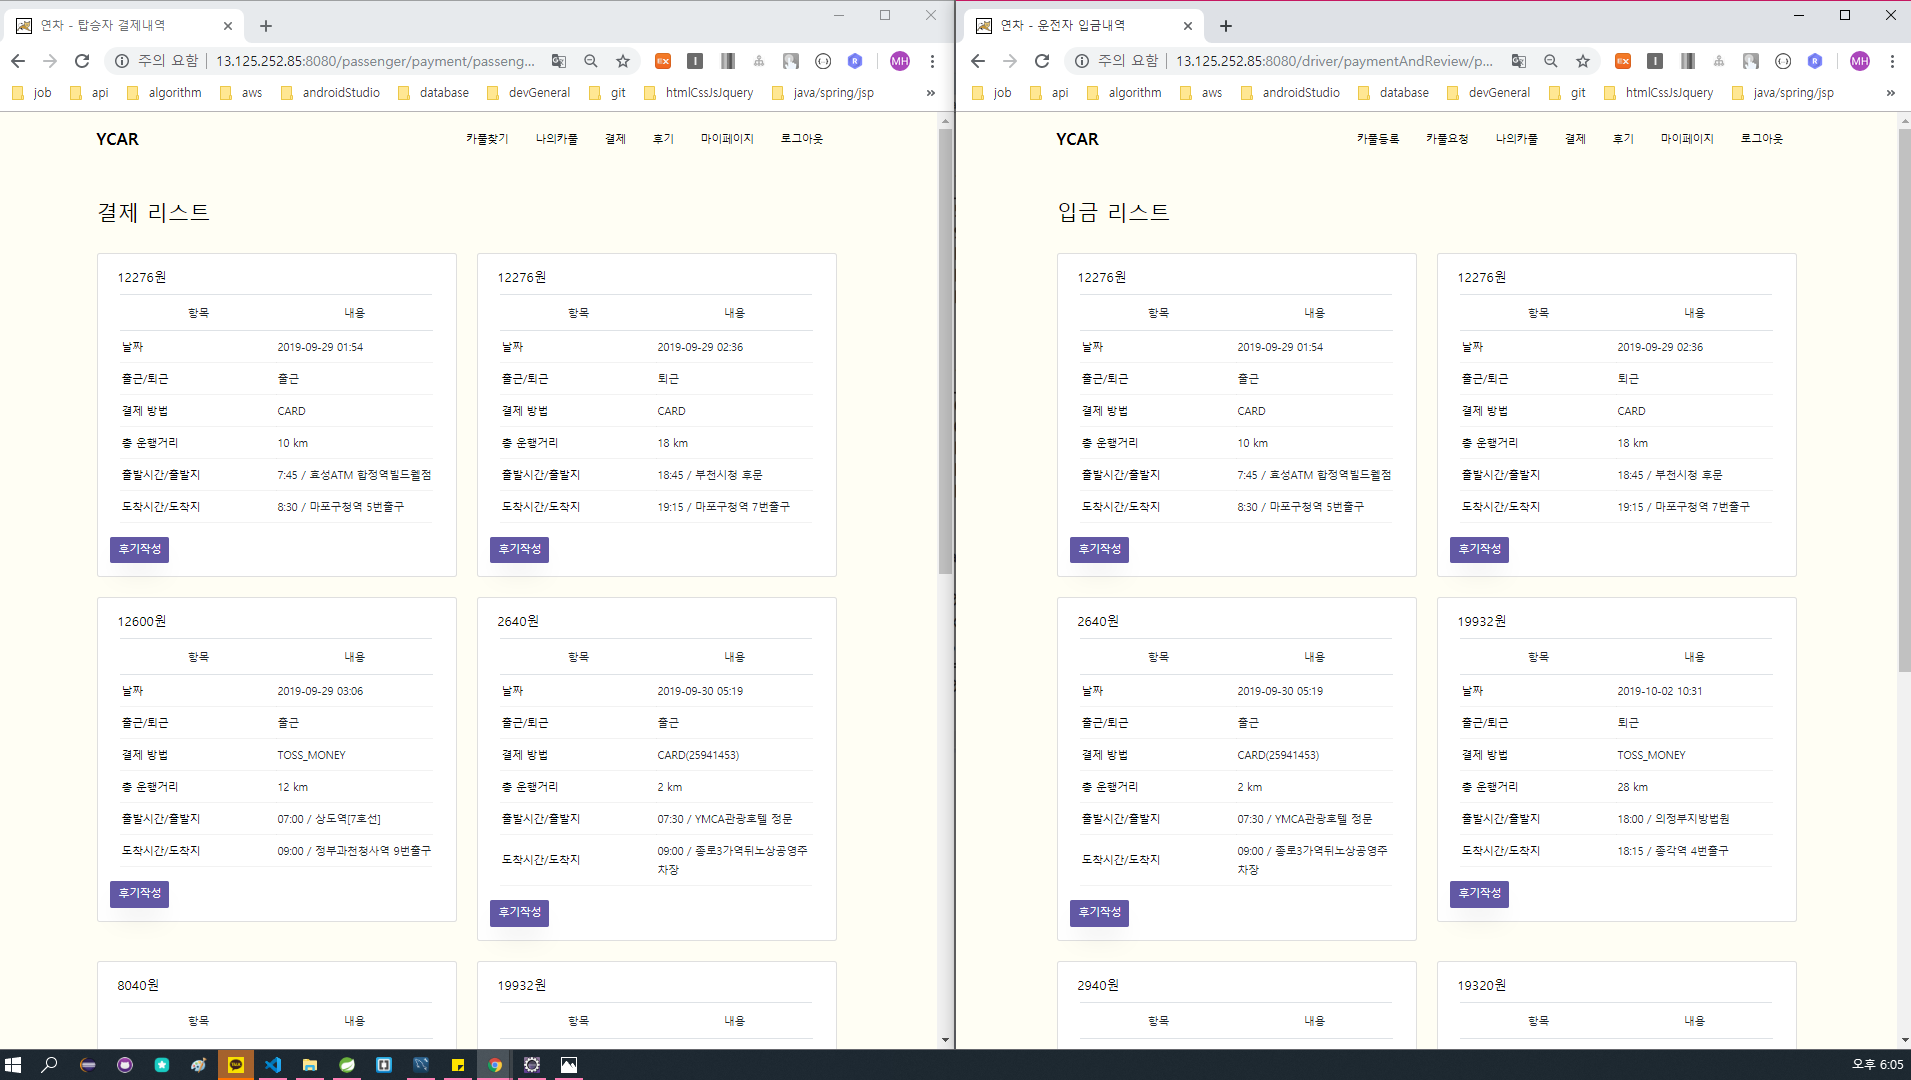 연차 - 탑승자 결제내역
주의 요함 13.125.252.85:8080/passenger/payment/passeng...
job api algorithm aws androidStudio database devGeneral git htmlCssJsJquery java/spring/jsp »
YCAR 카풀찾기 나의카풀 결제 후기 마이페이지 로그아웃
결제 리스트
12276원
항목 내용
날짜 2019-09-29 01:54
출근/퇴근 출근
결제 방법 CARD
총 운행거리 10 km
출발시간/출발지 7:45 / 효성ATM 합정역빌드웰점
도착시간/도착지 8:30 / 마포구청역 5번출구
후기작성
12276원
항목 내용
날짜 2019-09-29 02:36
출근/퇴근 퇴근
결제 방법 CARD
총 운행거리 18 km
출발시간/출발지 18:45 / 부천시청 후문
도착시간/도착지 19:15 / 마포구청역 7번출구
후기작성
12600원
항목 내용
날짜 2019-09-29 03:06
출근/퇴근 출근
결제 방법 TOSS_MONEY
총 운행거리 12 km
출발시간/출발지 07:00 / 상도역[7호선]
도착시간/도착지 09:00 / 정부과천청사역 9번출구
후기작성
2640원
항목 내용
날짜 2019-09-30 05:19
출근/퇴근 출근
결제 방법 CARD(25941453)
총 운행거리 2 km
출발시간/출발지 07:30 / YMCA관광호텔 정문
도착시간/도착지 09:00 / 종로3가역뒤노상공영주
차장
후기작성
8040원
항목 내용
19932원
항목 내용
연차 - 운전자 입금내역
주의 요함 13.125.252.85:8080/driver/paymentAndReview/p...
job api algorithm aws androidStudio database devGeneral git htmlCssJsJquery java/spring/jsp »
YCAR 카풀등록 카풀요청 나의카풀 결제 후기 마이페이지 로그아웃
입금 리스트
12276원
항목 내용
날짜 2019-09-29 01:54
출근/퇴근 출근
결제 방법 CARD
총 운행거리 10 km
출발시간/출발지 7:45 / 효성ATM 합정역빌드웰점
도착시간/도착지 8:30 / 마포구청역 5번출구
후기작성
12276원
항목 내용
날짜 2019-09-29 02:36
출근/퇴근 퇴근
결제 방법 CARD
총 운행거리 18 km
출발시간/출발지 18:45 / 부천시청 후문
도착시간/도착지 19:15 / 마포구청역 7번출구
후기작성
2640원
항목 내용
날짜 2019-09-30 05:19
출근/퇴근 출근
결제 방법 CARD(25941453)
총 운행거리 2 km
출발시간/출발지 07:30 / YMCA관광호텔 정문
도착시간/도착지 09:00 / 종로3가역뒤노상공영주
차장
후기작성
19932원
항목 내용
날짜 2019-10-02 10:31
출근/퇴근 퇴근
결제 방법 TOSS_MONEY
총 운행거리 28 km
출발시간/출발지 18:00 / 의정부지방법원
도착시간/도착지 18:15 / 종각역 4번출구
후기작성
2940원
항목 내용
19320원
항목 내용
오후 6:05